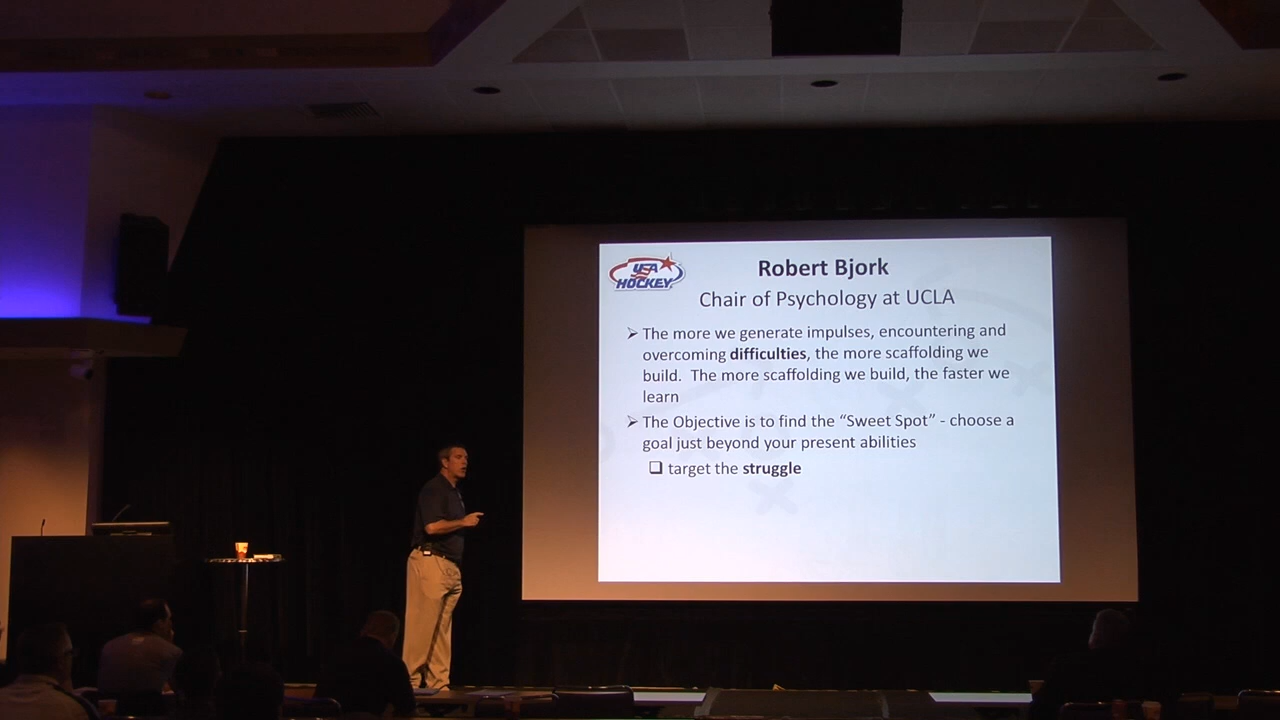 USA
HOCKEY
Robert Bjork
Chair of Psychology at UCLA
The more we generate impulses, encountering and
overcoming difficulties, the more scaffolding we
build. The more scaffolding we build, the faster we
learn
The Objective is to find the “Sweet Spot” - choose a
goal just beyond your present abilities
target the struggle